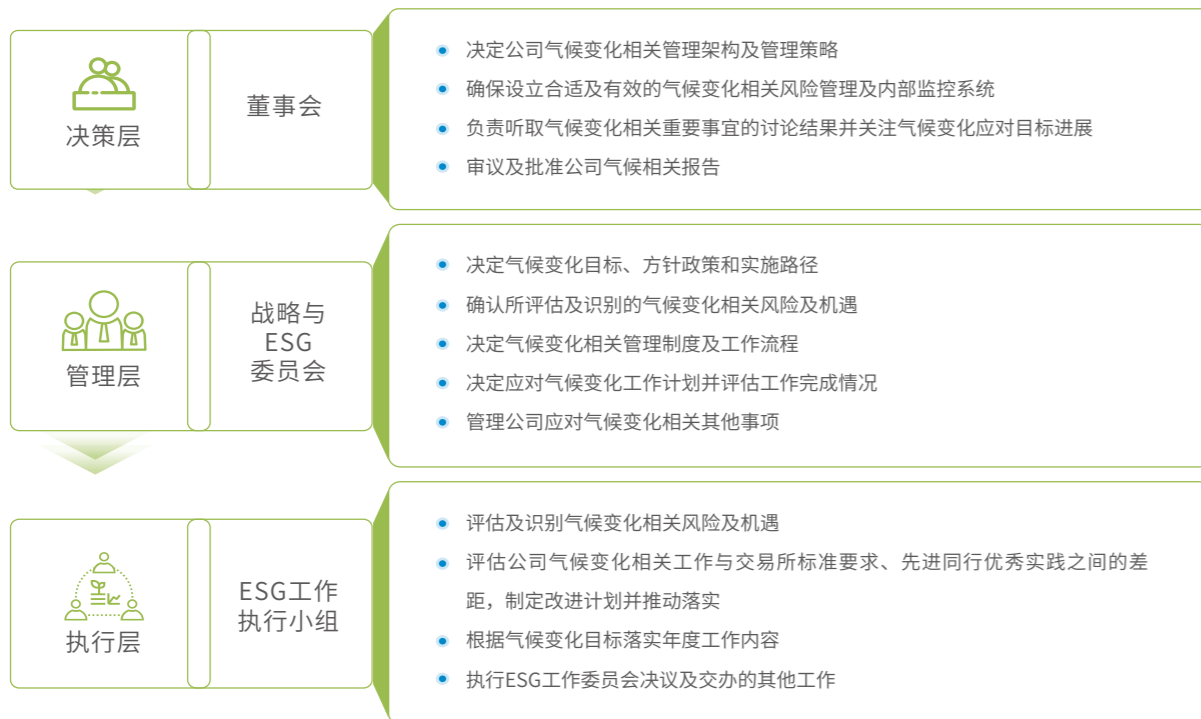 决策层
董事会
决定公司气候变化相关管理架构及管理策略
确保设立合适及有效的气候变化相关风险管理及内部监控系统
负责听取气候变化相关重要事宜的讨论结果并关注气候变化应对目标进展
审议及批准公司气候相关报告
管理层
战略与
ESG
委员会
决定气候变化目标、方针政策和实施路径
确认所评估及识别的气候变化相关风险及机遇
决定气候变化相关管理制度及工作流程
决定应对气候变化工作计划并评估工作完成情况
管理公司应对气候变化相关其他事项
执行层
ESG工作
执行小组
评估及识别气候变化相关风险及机遇
评估公司气候变化相关工作与交易所标准要求、先进同行优秀实践之间的差
距，制定改进计划并推动落实
根据气候变化目标落实年度工作内容
执行ESG工作委员会决议及交办的其他工作